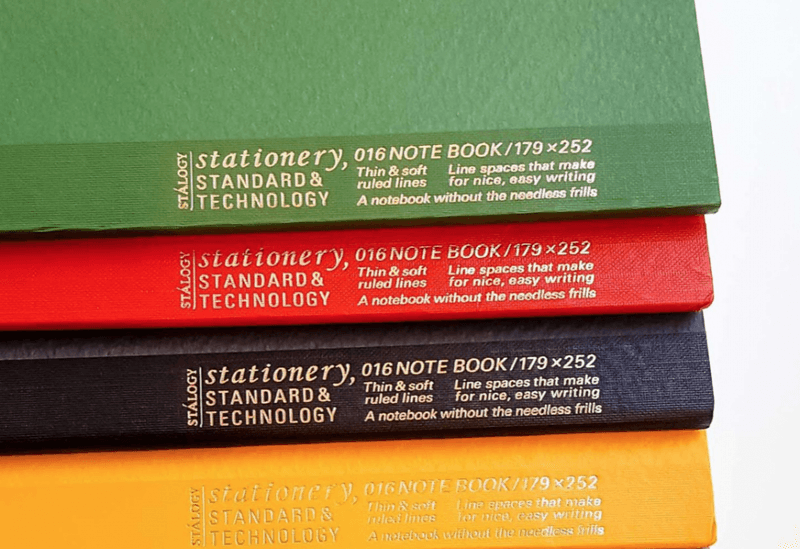 STÁLOGY
stationery, 016 NOTE BOOK/179×252
STANDARD & Thin & soft Line spaces that make
TECHNOLOGY ruled lines for nice, easy writing
A notebook without the needless frills
STÁLOGY
stationery, 016 NOTE BOOK/179×252
STANDARD & Thin & soft Line spaces that make
TECHNOLOGY ruled lines for nice, easy writing
A notebook without the needless frills
STÁLOGY
stationery, 016 NOTE BOOK/179×252
STANDARD & Thin & soft Line spaces that make
TECHNOLOGY ruled lines for nice, easy writing
A notebook without the needless frills
STÁLOGY
stationery, 016 NOTE BOOK/179×252
STANDARD & Thin & soft Line spaces that make
TECHNOLOGY ruled lines for nice, easy writing
A notebook without the needless frills